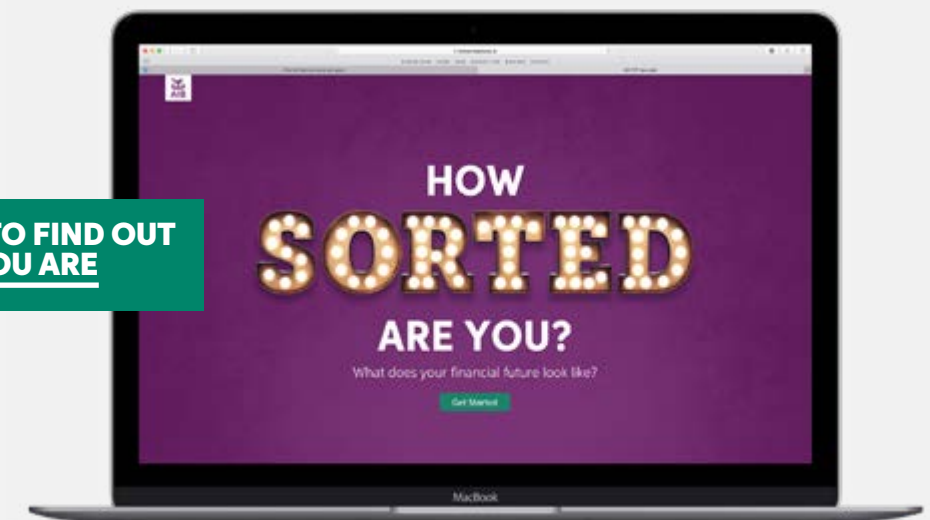 AIB
HOW
SORTED
ARE YOU?
What does your financial future look like?
Get Started
TO FIND OUT
OU ARE
MacBook